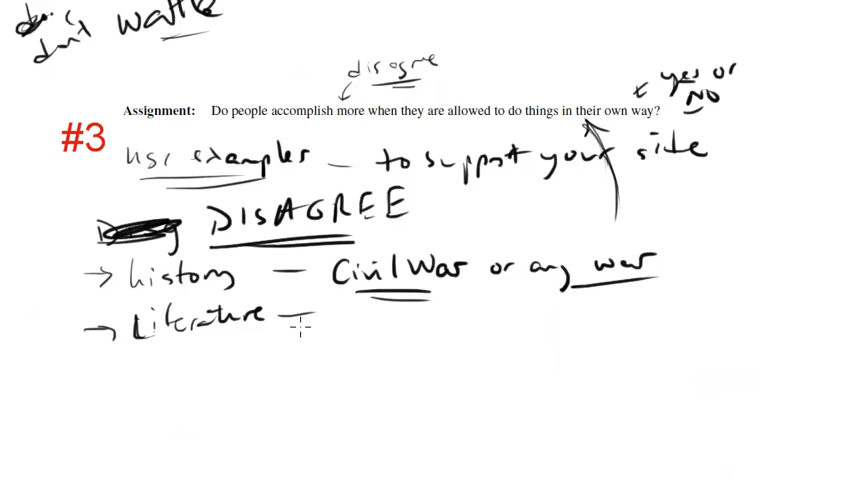 don't waffle
disagree
Assignment: Do people accomplish more when they are allowed to do things in their own way?
yes or
NO
#3
use examples - to support your side
DISAGREE
→ history - Civil War or any war
→ Literature -